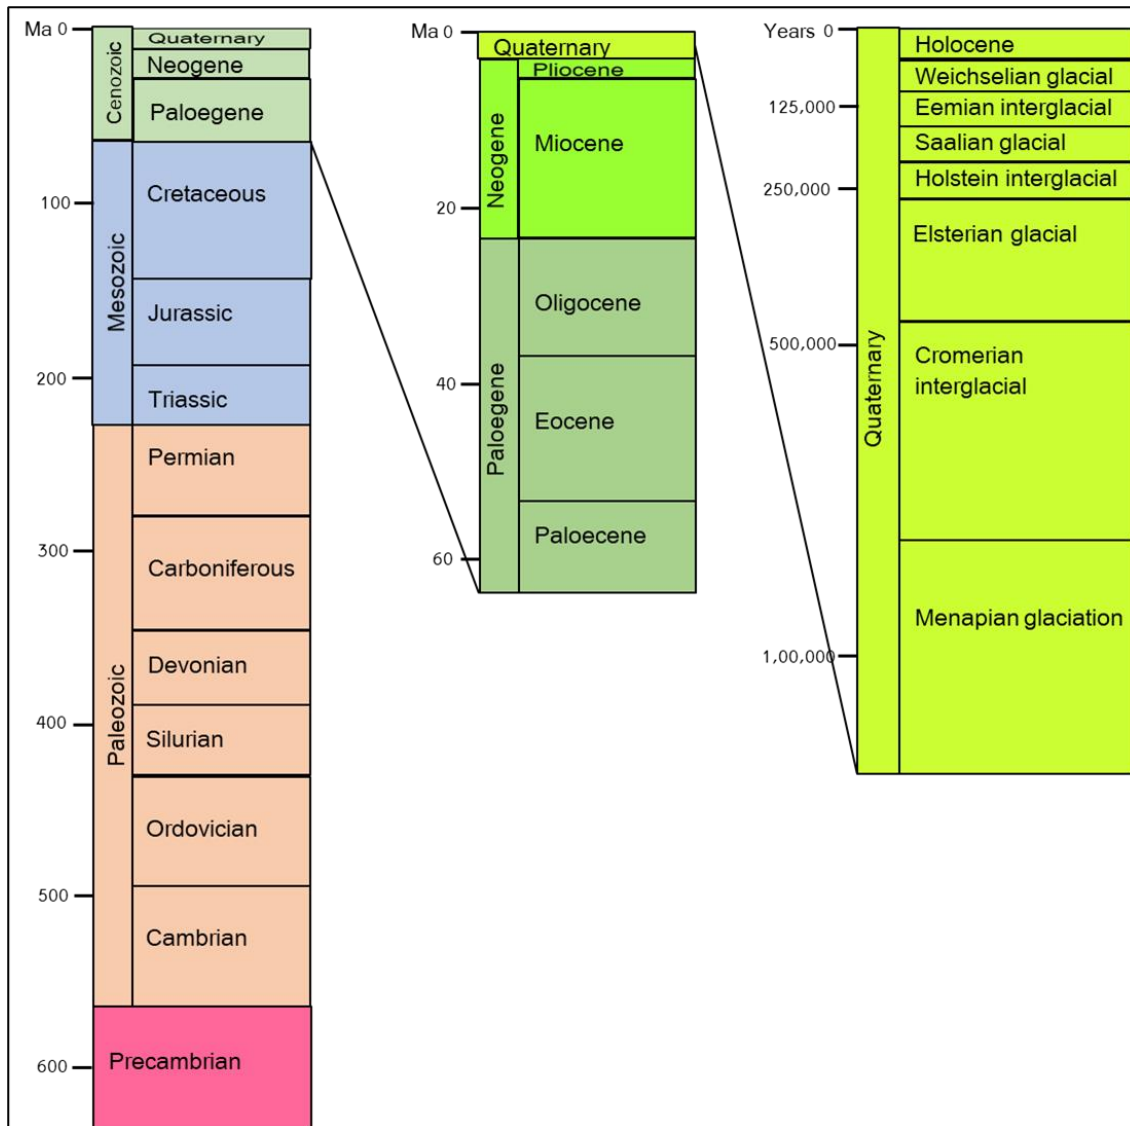 Ma 0
Cenozoic
Quaternary
Neogene
Paloegene
100
Mesozoic
Cretaceous
Jurassic
200
Triassic
Paleozoic
Permian
300
Carboniferous
Devonian
400
Silurian
Ordovician
500
Cambrian
600
Precambrian
Ma 0
Quaternary
Neogene
Pliocene
Miocene
20
Paloegene
Oligocene
40
Eocene
Paloecene
60
Years 0
Quaternary
Holocene
Weichselian glacial
125,000
Eemian interglacial
Saalian glacial
250,000
Holstein interglacial
Elsterian glacial
500,000
Cromerian
interglacial
Menapian glaciation
1,00,000